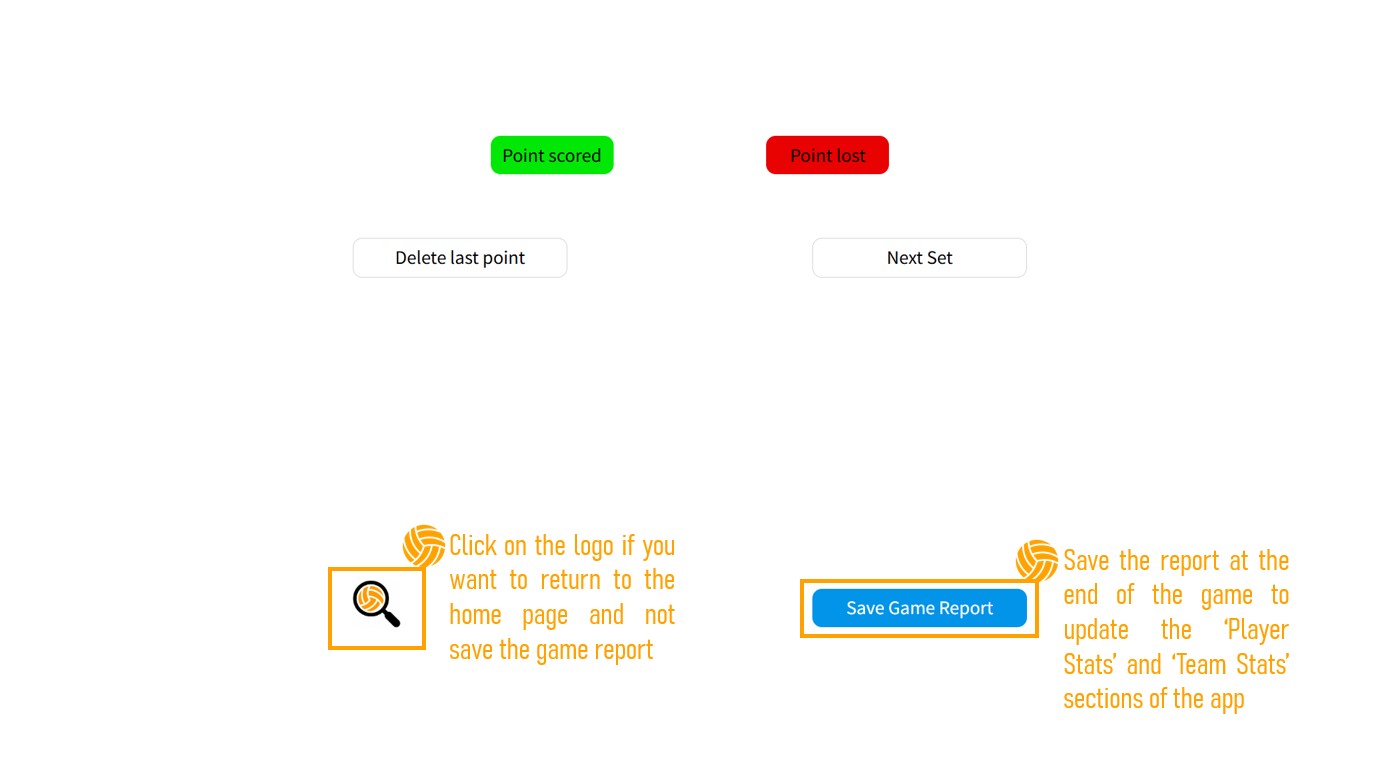 Point scored
Point lost
Delete last point
Next Set
Click on the logo if you
want to return to the
home page and not
save the game report
Save Game Report
Save the report at the
end of the game to
update the ‘Player
Stats’ and ‘Team Stats’
sections of the app